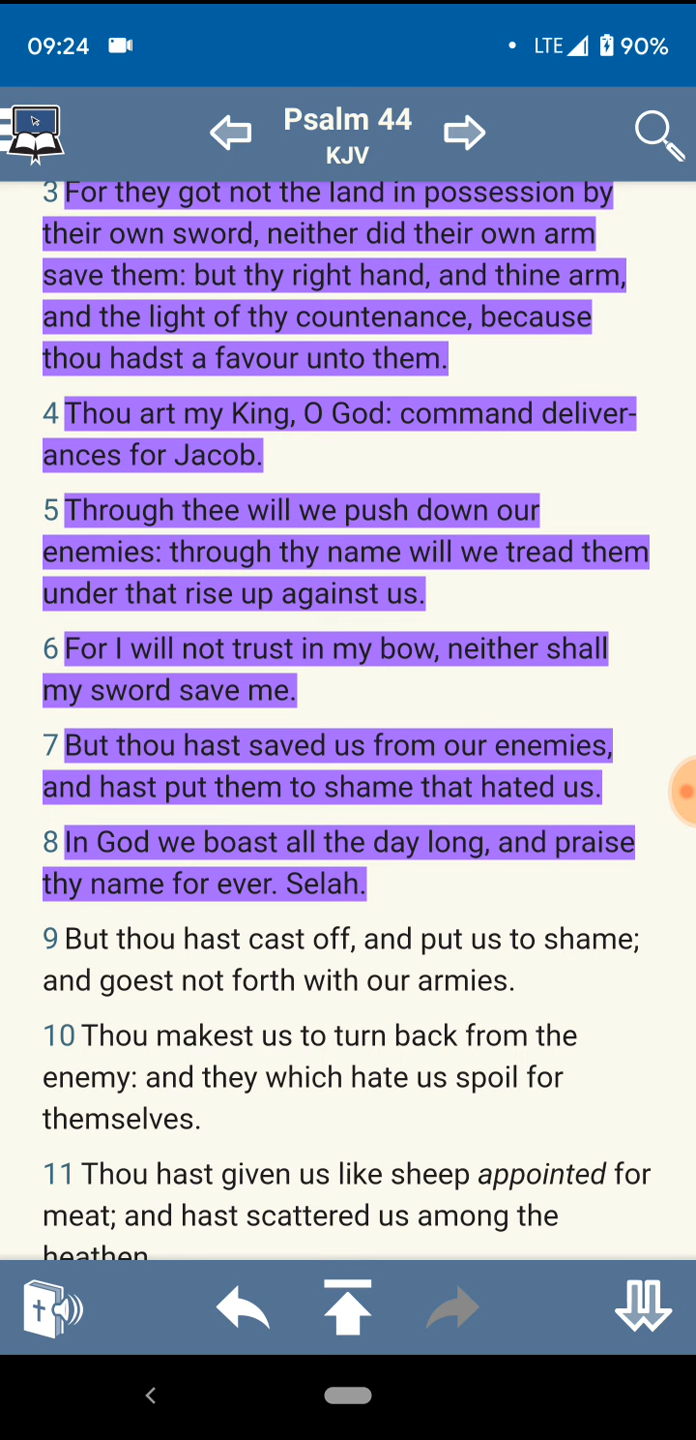 09:24
LTE
90%
Psalm 44
KJV
3 For they got not the land in possession by
their own sword, neither did their own arm
save them: but thy right hand, and thine arm,
and the light of thy countenance, because
thou hadst a favour unto them.
4 Thou art my King, O God: command deliver-
ances for Jacob.
5 Through thee will we push down our
enemies: through thy name will we tread them
under that rise up against us.
6 For I will not trust in my bow, neither shall
my sword save me.
7 But thou hast saved us from our enemies,
and hast put them to shame that hated us.
8 In God we boast all the day long, and praise
thy name for ever. Selah.
9 But thou hast cast off, and put us to shame;
and goest not forth with our armies.
10 Thou makest us to turn back from the
enemy: and they which hate us spoil for
themselves.
11 Thou hast given us like sheep appointed for
meat; and hast scattered us among the
heathen